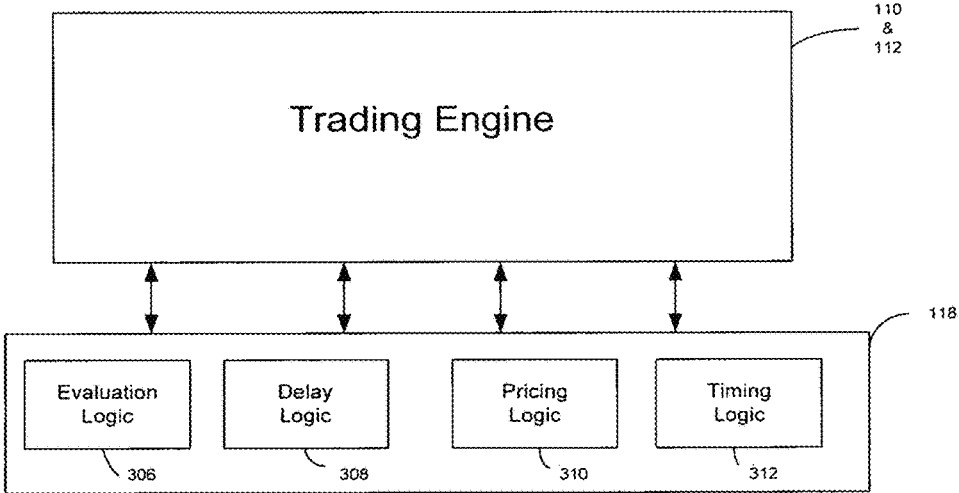 110
&
112
Trading Engine
118
Evaluation
Logic
Delay
Logic
Pricing
Logic
Timing
Logic
306
308
310
312